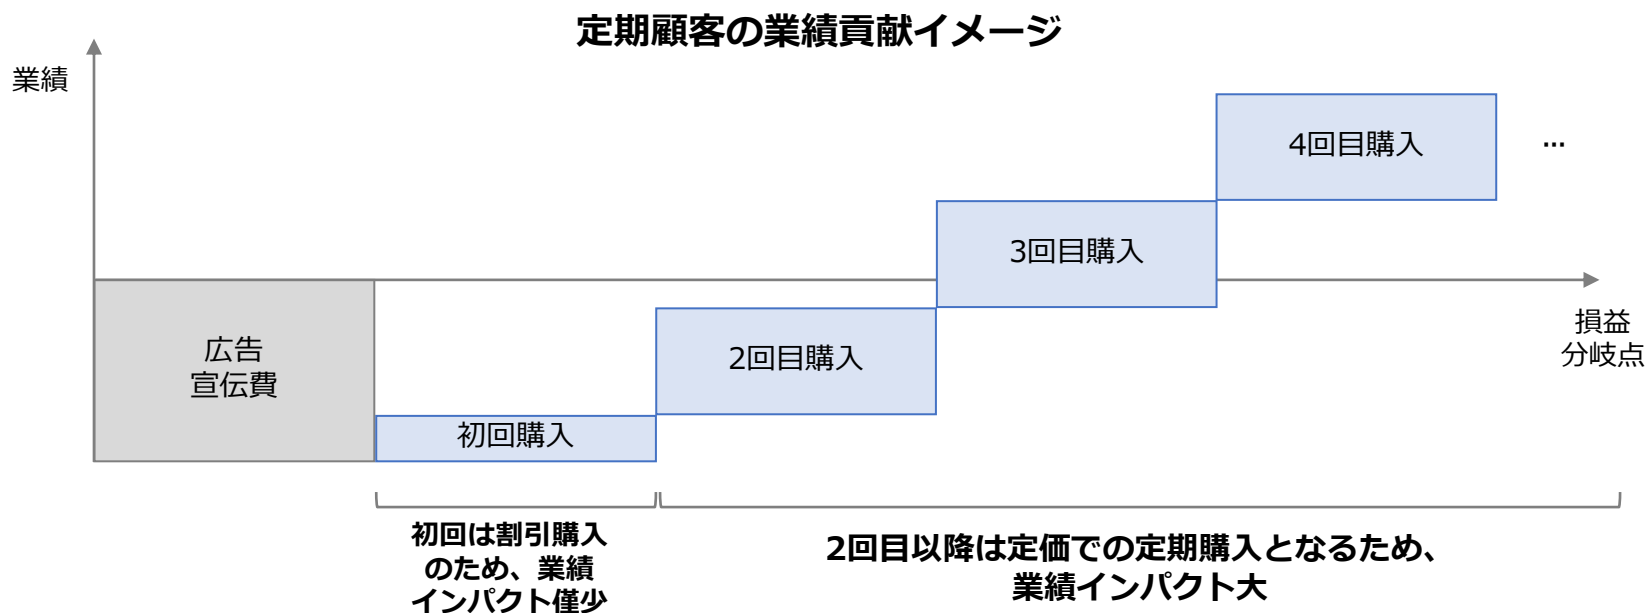 定期顧客の業績貢献イメージ
業績
4回目購入
…
3回目購入
損益
分岐点
広告
宣伝費
2回目購入
初回購入
初回は割引購入
のため、業績
インパクト僅少
2回目以降は定価での定期購入となるため、
業績インパクト大